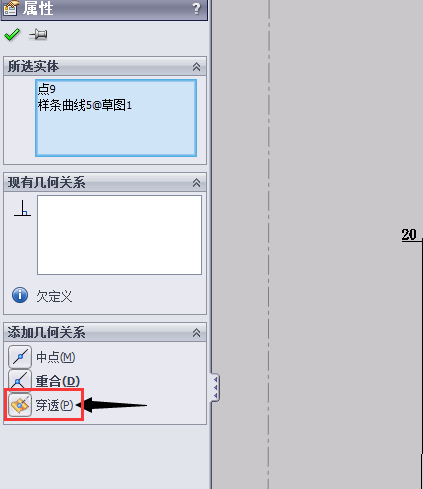 属性
?
所选实体
点9
样条曲线5@草图1
现有几何关系
欠定义
添加几何关系
中点(M)
重合(D)
穿透(P)
20